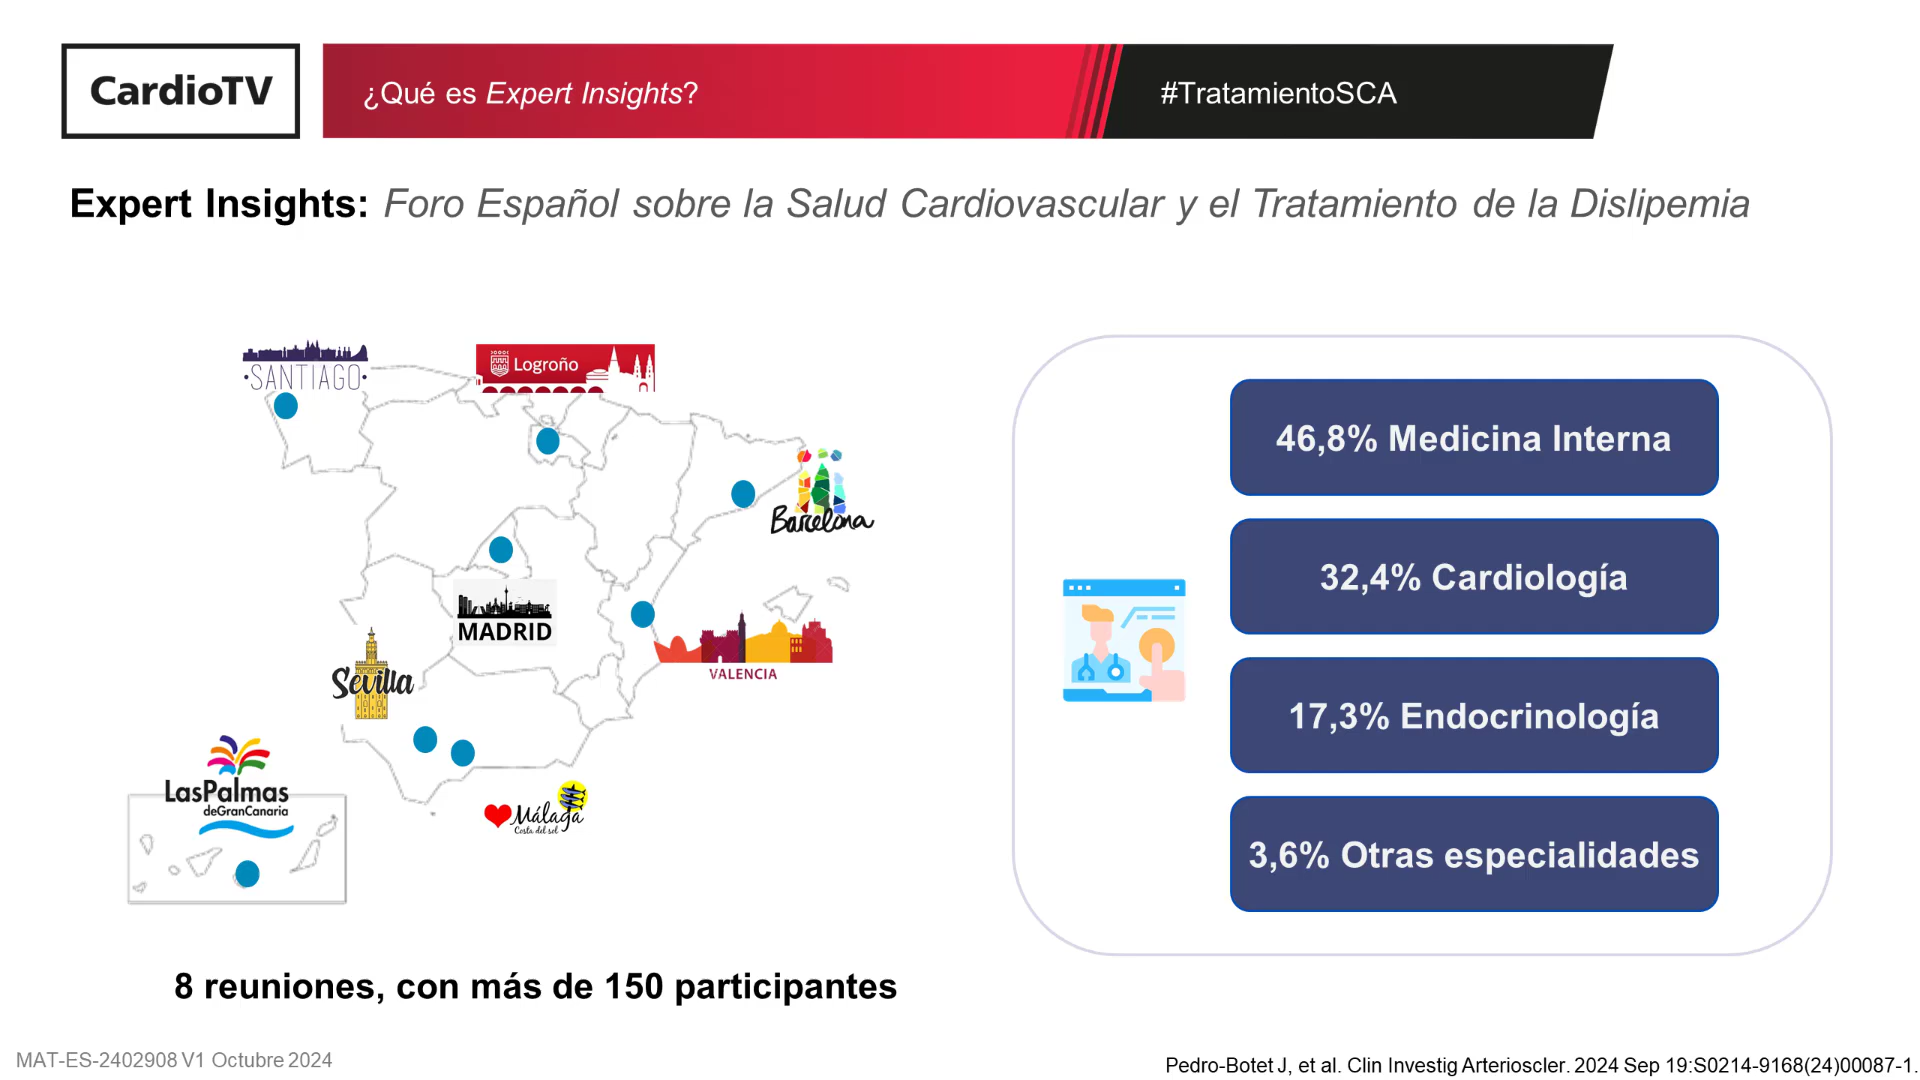 CardioTV
¿Qué es Expert Insights?
#TratamientoSCA
Expert Insights: Foro Español sobre la Salud Cardiovascular y el Tratamiento de la Dislipemia
•SANTIAGO•
Logroño
Barcelona
MADRID
VALENCIA
Sevilla
LasPalmas
deGranCanaria
Málaga
Costa del sol
46,8% Medicina Interna
32,4% Cardiología
17,3% Endocrinología
3,6% Otras especialidades
8 reuniones, con más de 150 participantes
MAT-ES-2402908 V1 Octubre 2024
Pedro-Botet J, et al. Clin Investig Arterioscler. 2024 Sep 19:S0214-9168(24)00087-1.